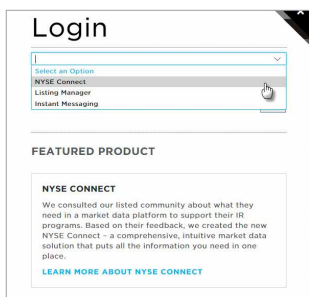 Login
Select an Option
NYSE Connect
Listing Manager
Instant Messaging
FEATURED PRODUCT
NYSE CONNECT
We consulted our listed community about what they
need in a market data platform to support their IR
programs. Based on their feedback, we created the new
NYSE Connect – a comprehensive, intuitive market data
solution that puts all the information you need in one
place.
LEARN MORE ABOUT NYSE CONNECT